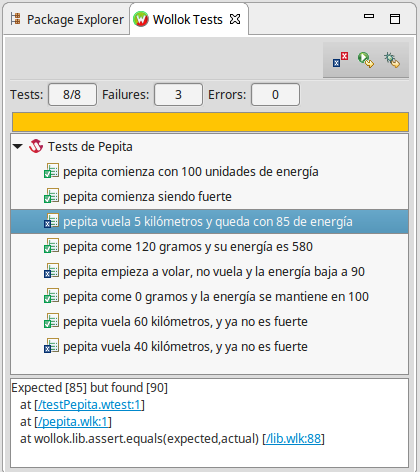 Package Explorer Wollok Tests
Tests: 8/8 Failures: 3 Errors: 0
Tests de Pepita
pepita comienza con 100 unidades de energía
pepita comienza siendo fuerte
pepita vuela 5 kilómetros y queda con 85 de energía
pepita come 120 gramos y su energía es 580
pepita empieza a volar, no vuela y la energía baja a 90
pepita come 0 gramos y la energía se mantiene en 100
pepita vuela 60 kilómetros, y ya no es fuerte
pepita vuela 40 kilómetros, y ya no es fuerte
Expected [85] but found [90]
at [/testPepita.wtest:1]
at [/pepita.wlk:1]
at wollok.lib.assert.equals(expected,actual) [/lib.wlk:88]